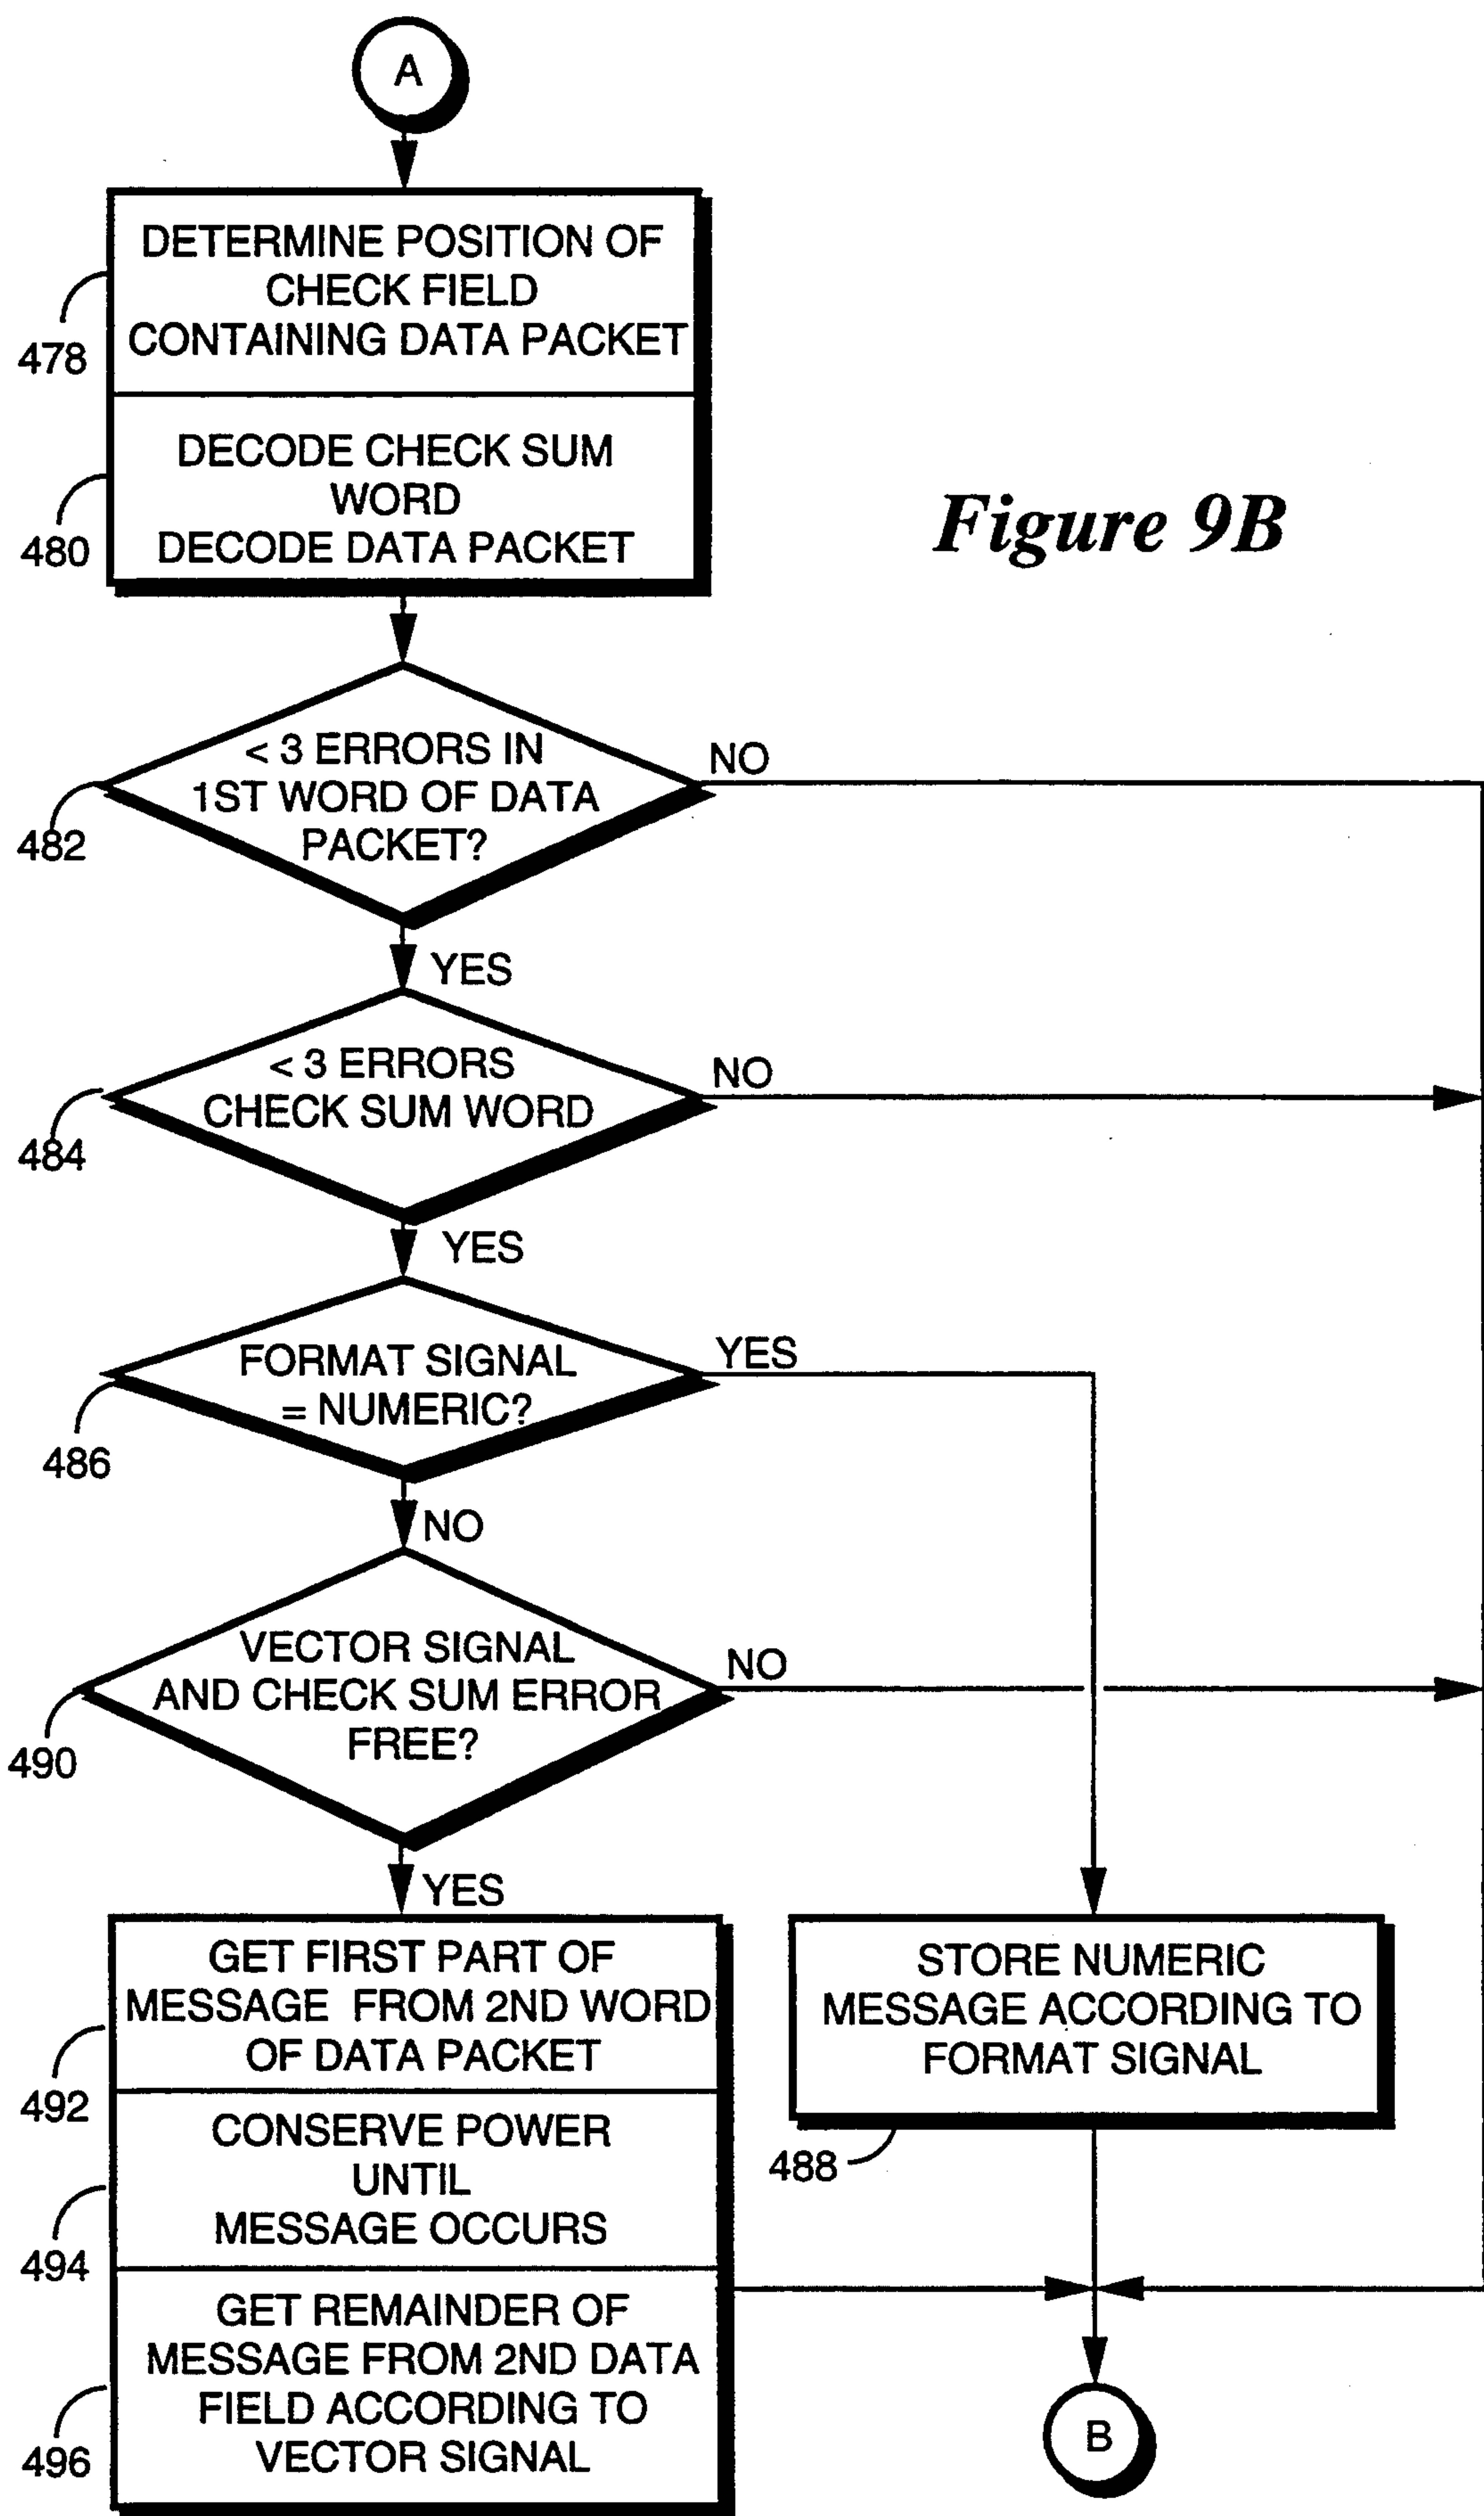 A
DETERMINE POSITION OF
CHECK FIELD
CONTAINING DATA PACKET
478
DECODE CHECK SUM
WORD
DECODE DATA PACKET
480
Figure 9B
< 3 ERRORS IN
1ST WORD OF DATA
PACKET?
NO
482
YES
< 3 ERRORS
CHECK SUM WORD
NO
484
YES
FORMAT SIGNAL
= NUMERIC?
YES
486
NO
VECTOR SIGNAL
AND CHECK SUM ERROR
FREE?
NO
490
YES
GET FIRST PART OF
MESSAGE FROM 2ND WORD
OF DATA PACKET
492
CONSERVE POWER
UNTIL
MESSAGE OCCURS
494
GET REMAINDER OF
MESSAGE FROM 2ND DATA
FIELD ACCORDING TO
VECTOR SIGNAL
496
STORE NUMERIC
MESSAGE ACCORDING TO
FORMAT SIGNAL
488
B